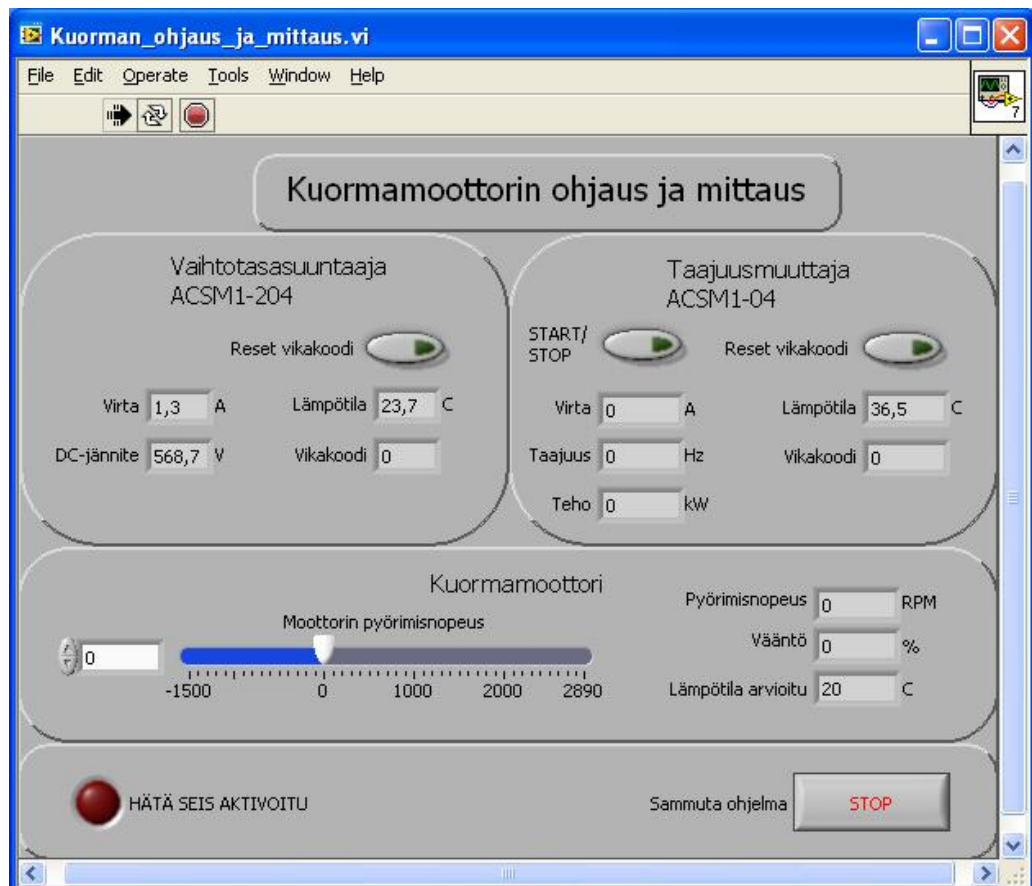 Kuorman_ohjaus_ja_mittaus.vi
File Edit Operate Tools Window Help
7
Kuormamoottorin ohjaus ja mittaus
Vaihtotasasuuntaaja
ACSM1-204
Reset vikakoodi
Virta 1,3 A
Lämpötila 23,7 C
DC-jännite 568,7 V
Vikakoodi 0
Taajuusmuuttaja
ACSM1-04
START/
STOP
Reset vikakoodi
Virta 0 A
Lämpötila 36,5 C
Taajuus 0 Hz
Vikakoodi 0
Teho 0 kW
Kuormamoottori
Moottorin pyörimisnopeus
0
-1500 0 1000 2000 2890
Pyörimisnopeus 0 RPM
Vääntö 0 %
Lämpötila arvioitu 20 C
HÄTÄ SEIS AKTIVOITU
Sammuta ohjelma STOP